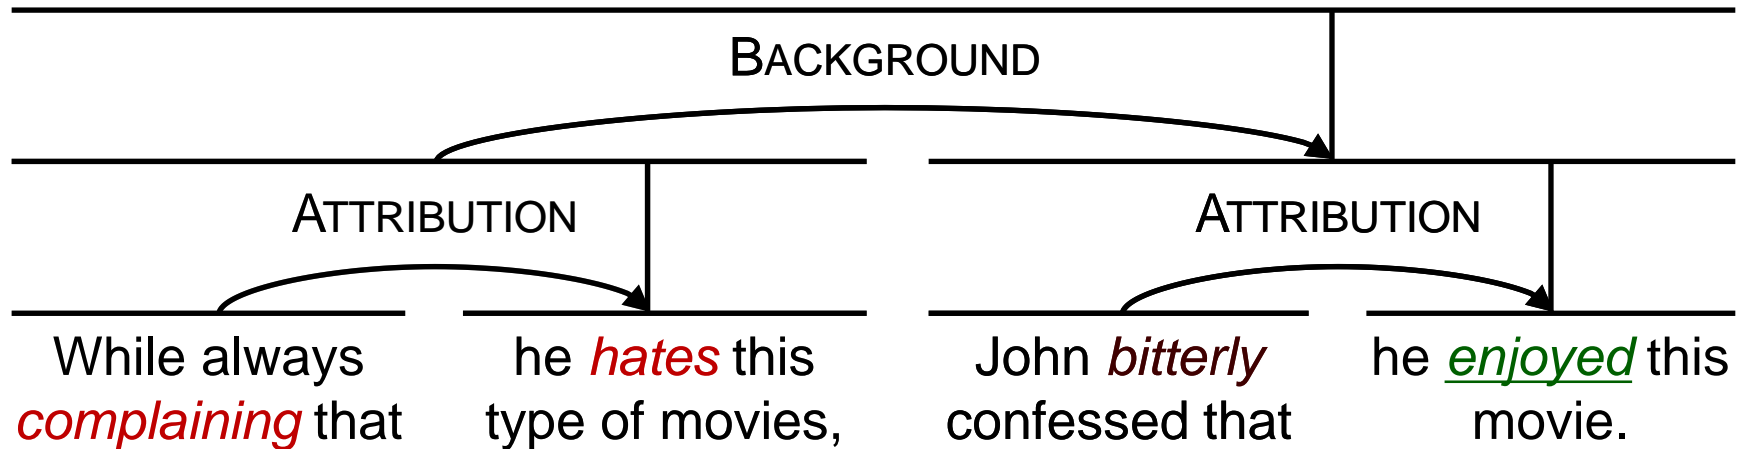 BACKGROUND
ATTRIBUTION
ATTRIBUTION
While always
complaining that
he hates this
type of movies,
John bitterly
confessed that
he enjoyed this
movie.